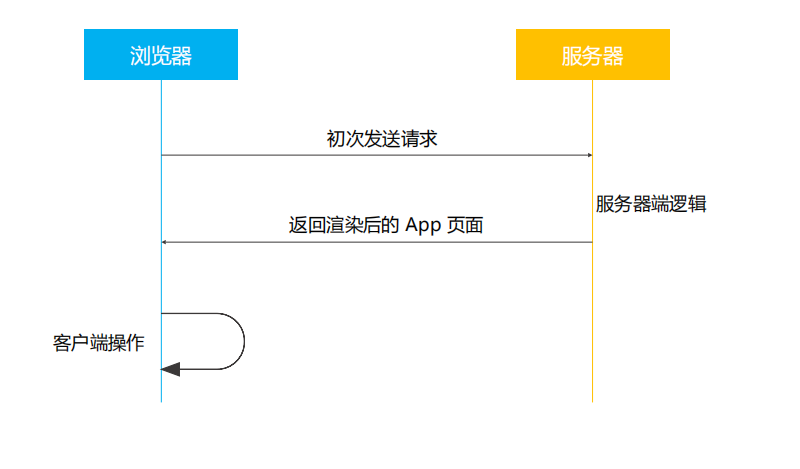 浏览器
服务器
初次发送请求
服务器端逻辑
返回渲染后的 App 页面
客户端操作